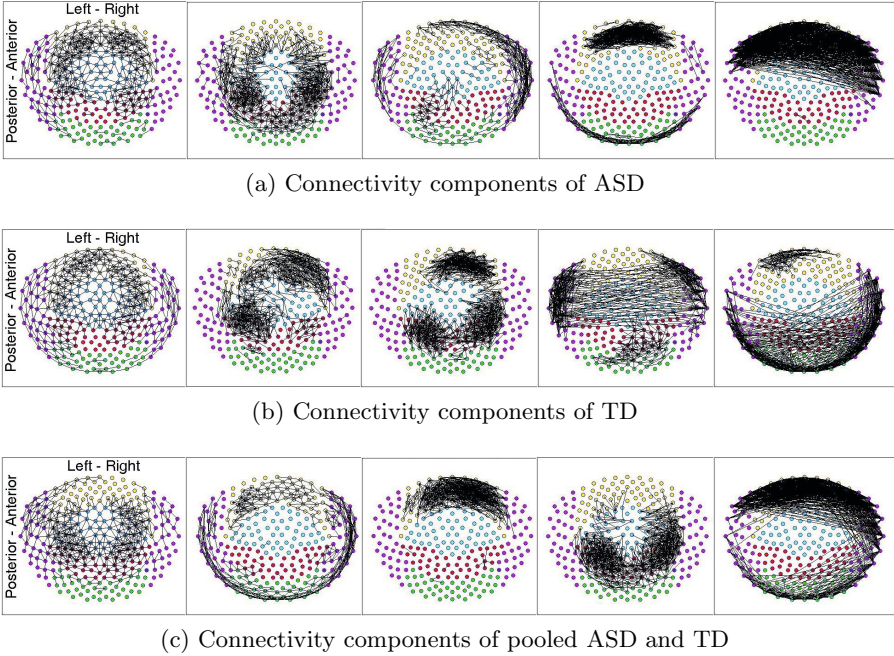 Left - Right
Posterior - Anterior
(a) Connectivity components of ASD
Left - Right
Posterior - Anterior
(b) Connectivity components of TD
Left - Right
Posterior - Anterior
(c) Connectivity components of pooled ASD and TD